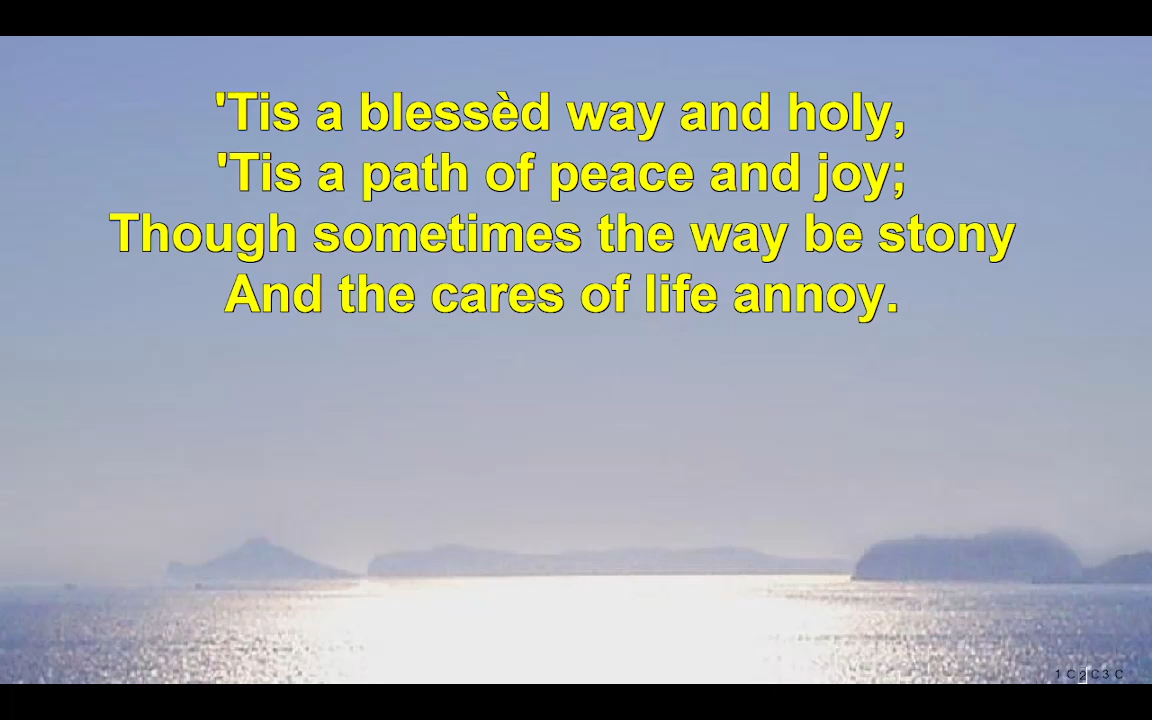 'Tis a blessèd way and holy,
'Tis a path of peace and joy;
Though sometimes the way be stony
And the cares of life annoy.
1 C 2 C 3 C